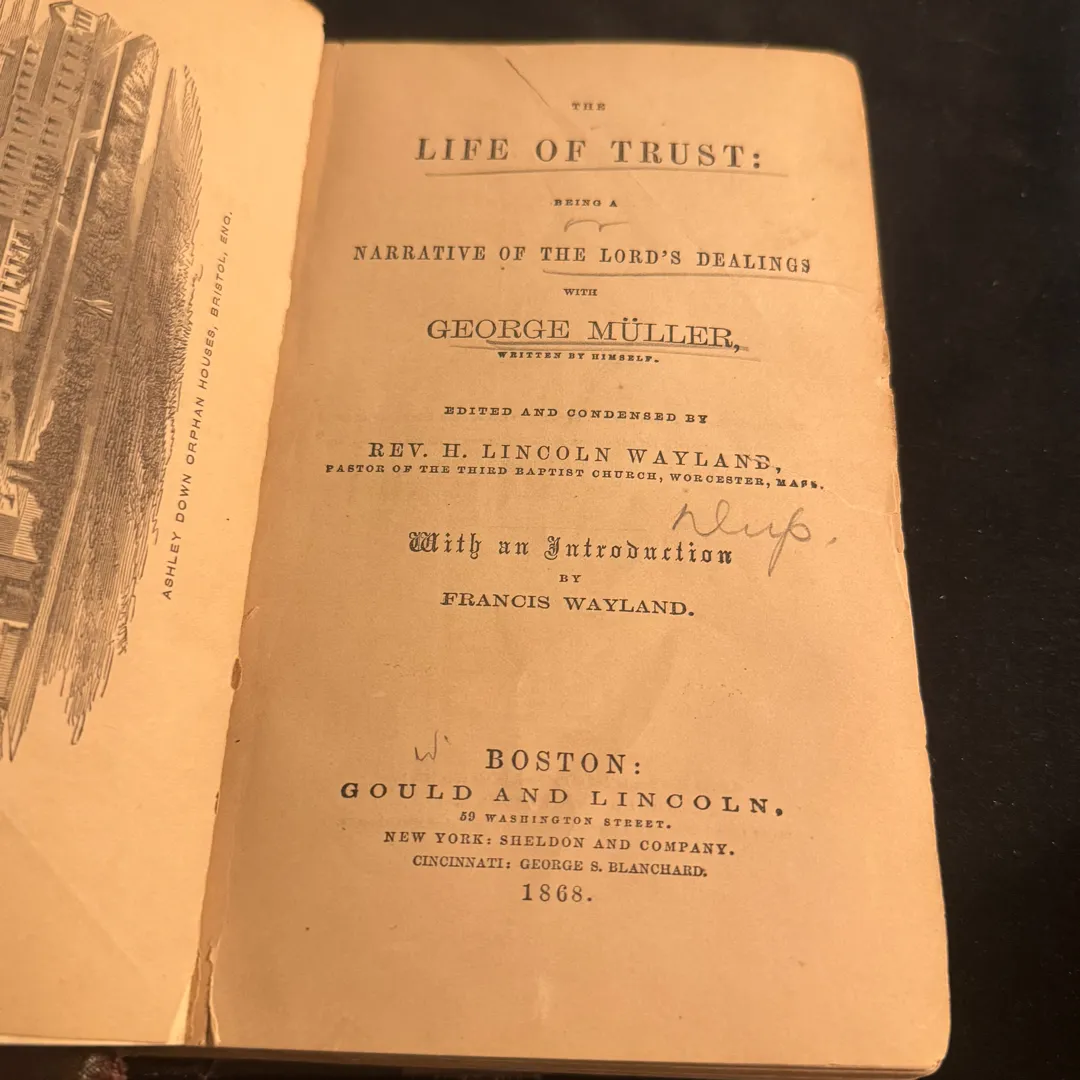 ASHLEY DOWN ORPHAN HOUSES, BRISTOL, ENG.
THE
LIFE OF TRUST:
BEING A
NARRATIVE OF THE LORD'S DEALINGS
WITH
GEORGE MÜLLER,
WRITTEN BY HIMSELF.
EDITED AND CONDENSED BY
REV. H. LINCOLN WAYLAND,
PASTOR OF THE THIRD BAPTIST CHURCH, WORCESTER, MASS.
Dup.
With an Introduction
BY
FRANCIS WAYLAND.
W
BOSTON:
GOULD AND LINCOLN,
59 WASHINGTON STREET.
NEW YORK: SHELDON AND COMPANY.
CINCINNATI: GEORGE S. BLANCHARD.
1868.